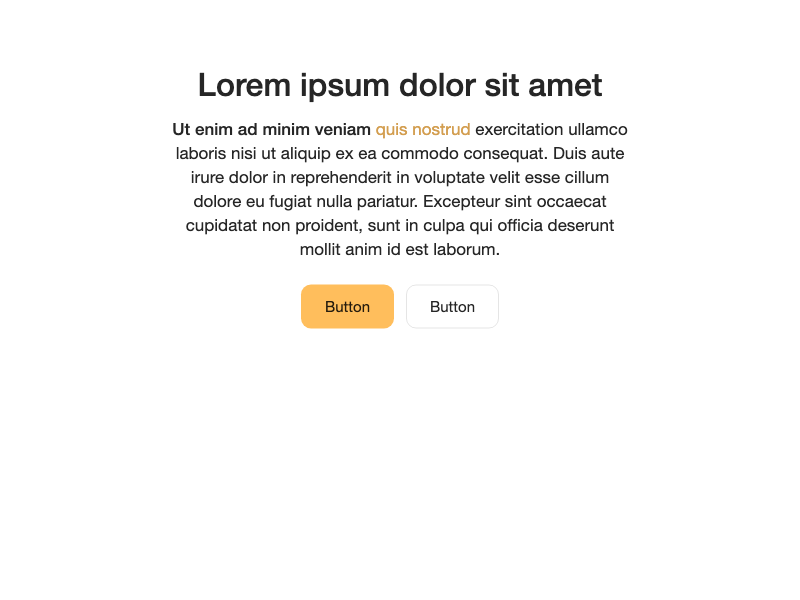 Lorem ipsum dolor sit amet
Ut enim ad minim veniam quis nostrud exercitation ullamco
laboris nisi ut aliquip ex ea commodo consequat. Duis aute
irure dolor in reprehenderit in voluptate velit esse cillum
dolore eu fugiat nulla pariatur. Excepteur sint occaecat
cupidatat non proident, sunt in culpa qui officia deserunt
mollit anim id est laborum.
Button
Button